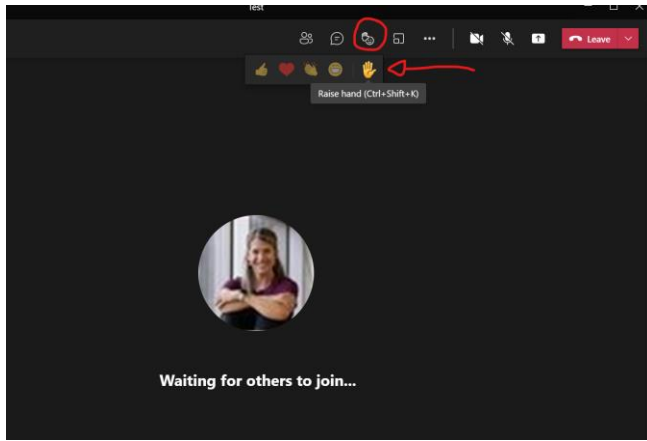 Test
Leave
Raise hand (Ctrl+Shift+K)
Waiting for others to join...